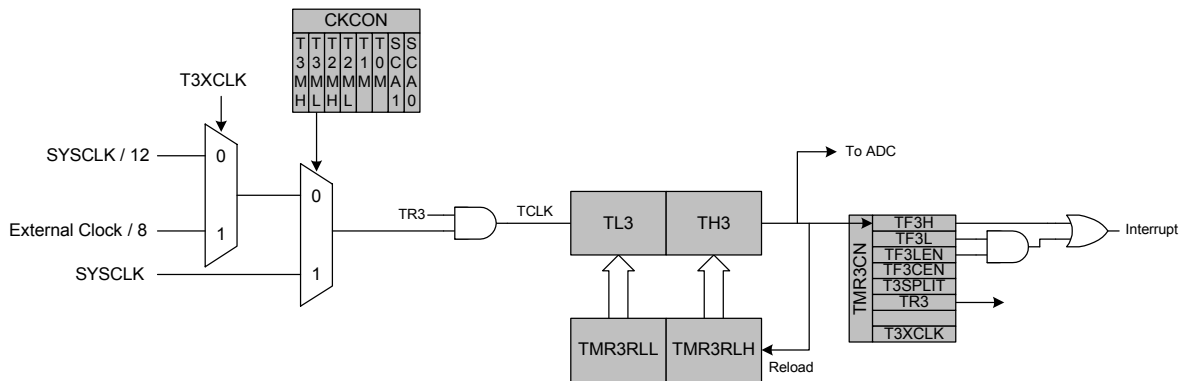 CKCON
T3MH
T3ML
T2MH
T2ML
T1M
T0M
SCA1
SCA0
T3XCLK
SYSCLK / 12
0
External Clock / 8
1
SYSCLK
0
1
TR3
TCLK
TL3
TH3
To ADC
TMR3RLL
TMR3RLH
Reload
TMR3CN
TF3H
TF3L
TF3LEN
TF3CEN
T3SPLIT
TR3
T3XCLK
Interrupt